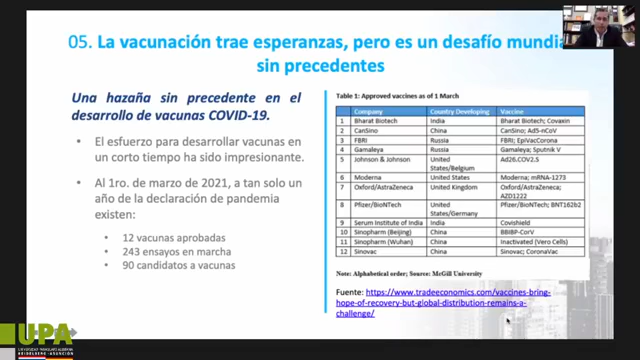 05. La vacunación trae esperanzas, pero es un desafío mundia
sin precedentes
Una hazaña sin precedente en el
desarrollo de vacunas COVID-19.
• El esfuerzo para desarrollar vacunas en
un corto tiempo ha sido impresionante.
• Al 1ro. de marzo de 2021, a tan solo un
año de la declaración de pandemia
existen:
• 12 vacunas aprobadas
• 243 ensayos en marcha
• 90 candidatos a vacunas
Table 1: Approved vaccines as of 1 March
Company Country Developing Vaccine
1 Bharat Biotech India Bharat Biotech; Covaxin
2 CanSino China CanSino; Ad5-nCoV
3 FBRI Russia FBRI; EpiVacCorona
4 Gamaleya Russia Gamaleya; Sputnik V
5 Johnson & Johnson United States/Belgium Ad26.COV2.S
6 Moderna United States Moderna; mRNA-1273
7 Oxford/AstraZeneca United Kingdom Oxford/AstraZeneca; AZD1222
8 Pfizer/BioNTech United States/Germany Pfizer/BioNTech; BNT162b2
9 Serum Institute of India India Covishield
10 Sinopharm (Beijing) China BBIBP-CorV
11 Sinopharm (Wuhan) China Inactivated (Vero Cells)
12 Sinovac China Sinovac; CoronaVac
Note: Alphabetical order; Source: McGill University
Fuente: https://www.tradeeconomics.com/vaccines-bring-
hope-of-recovery-but-global-distribution-remains-a-
challenge/
UPA